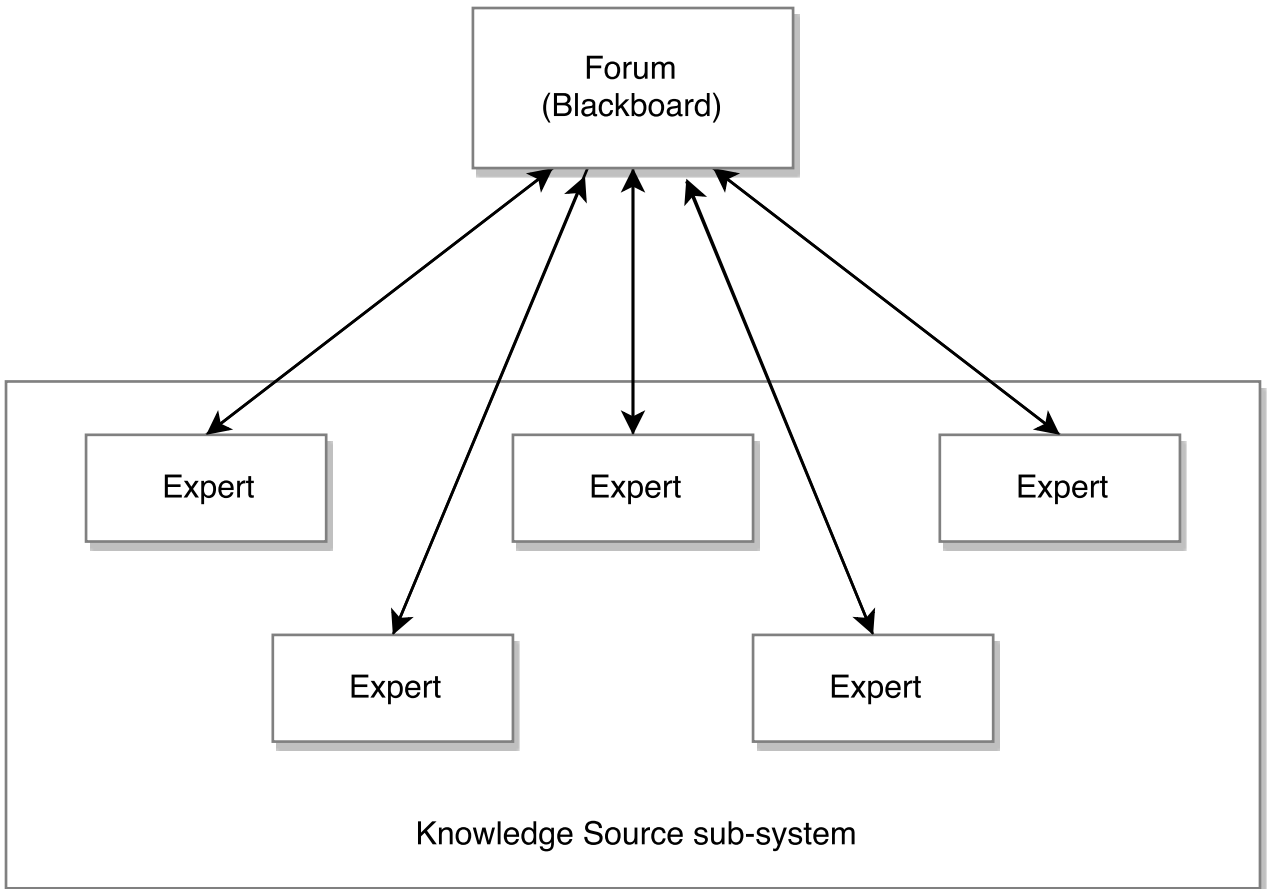 Forum
(Blackboard)
Expert
Expert
Expert
Expert
Expert
Knowledge Source sub-system